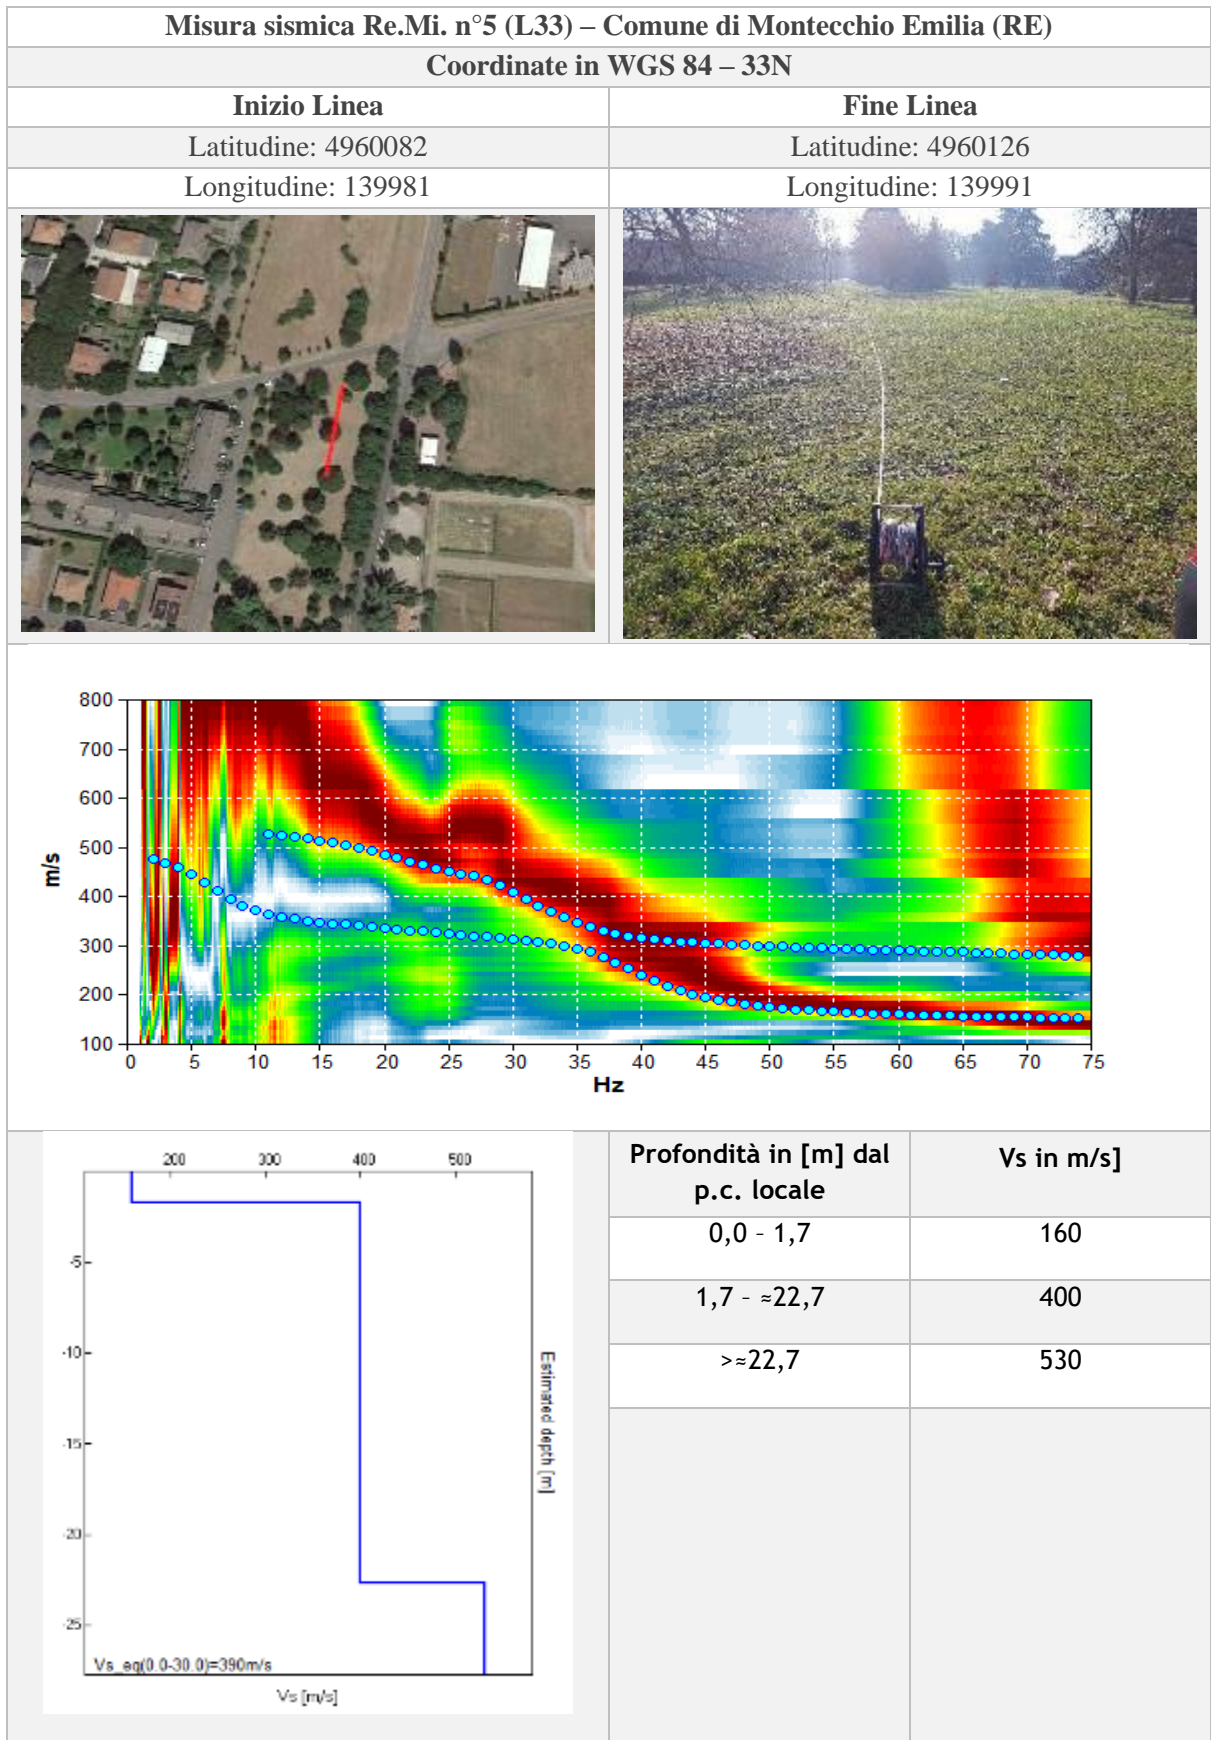 Misura sismica Re.Mi. n°5 (L33) – Comune di Montecchio Emilia (RE)
Coordinate in WGS 84 – 33N
Inizio Linea
Fine Linea
Latitudine: 4960082
Latitudine: 4960126
Longitudine: 139981
Longitudine: 139991
800
700
600
500
400
300
200
100
m/s
0 5 10 15 20 25 30 35 40 45 50 55 60 65 70 75
Hz
200 300 400 500
-5
-10
-15
-20
-25
Estimated depth [m]
Vs_eq(0.0-30.0)=390m/s
Vs [m/s]
Profondità in [m] dal
p.c. locale
Vs in m/s]
0,0 – 1,7
160
1,7 – ≈22,7
400
>≈22,7
530